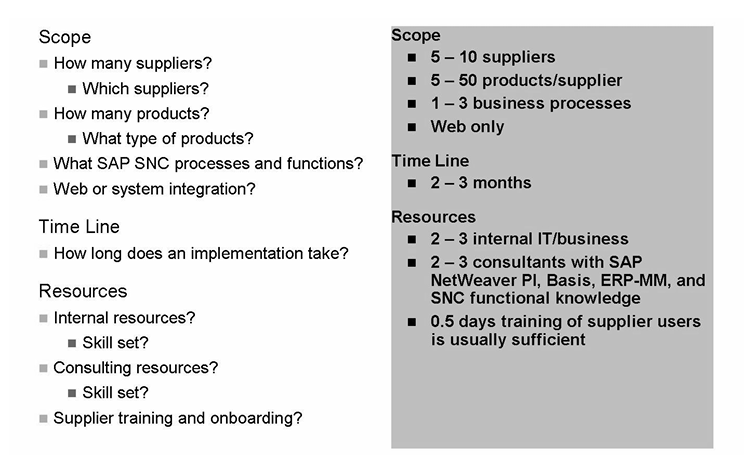 Scope
How many suppliers?
Which suppliers?
How many products?
What type of products?
What SAP SNC processes and functions?
Web or system integration?
Time Line
How long does an implementation take?
Resources
Internal resources?
Skill set?
Consulting resources?
Skill set?
Supplier training and onboarding?
Scope
5 – 10 suppliers
5 – 50 products/supplier
1 – 3 business processes
Web only
Time Line
2 – 3 months
Resources
2 – 3 internal IT/business
2 – 3 consultants with SAP
NetWeaver PI, Basis, ERP-MM, and
SNC functional knowledge
0.5 days training of supplier users
is usually sufficient